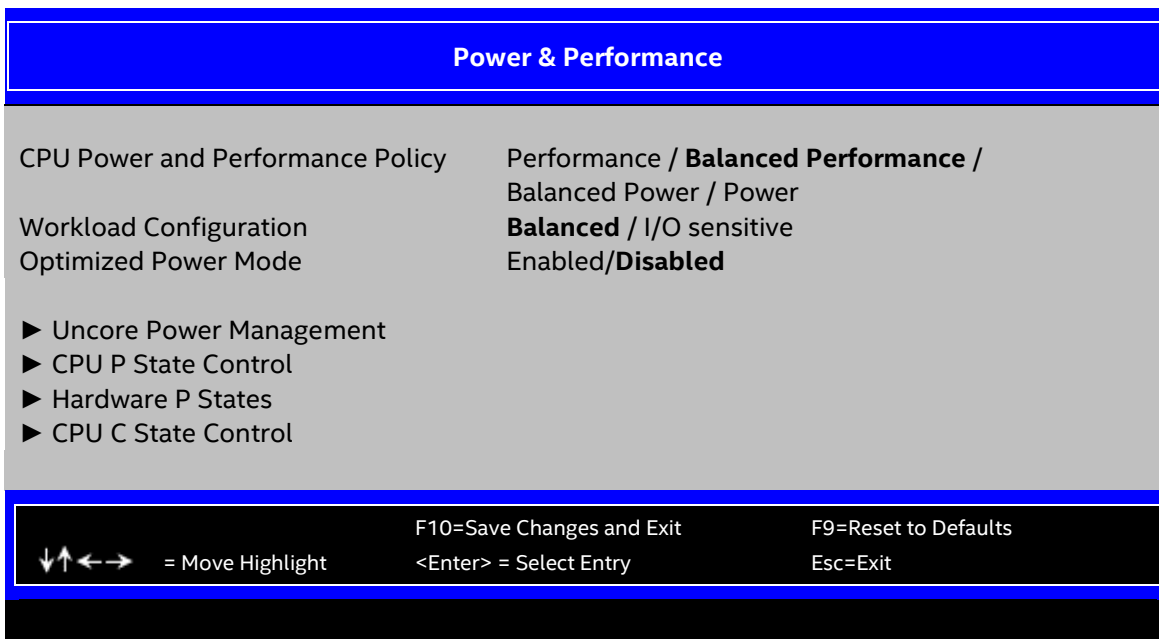 Power & Performance
CPU Power and Performance Policy Performance / Balanced Performance /
Balanced Power / Power
Workload Configuration Balanced / I/O sensitive
Optimized Power Mode Enabled/Disabled
► Uncore Power Management
► CPU P State Control
► Hardware P States
► CPU C State Control
F10=Save Changes and Exit F9=Reset to Defaults
↓↑←→ = Move Highlight <Enter> = Select Entry Esc=Exit